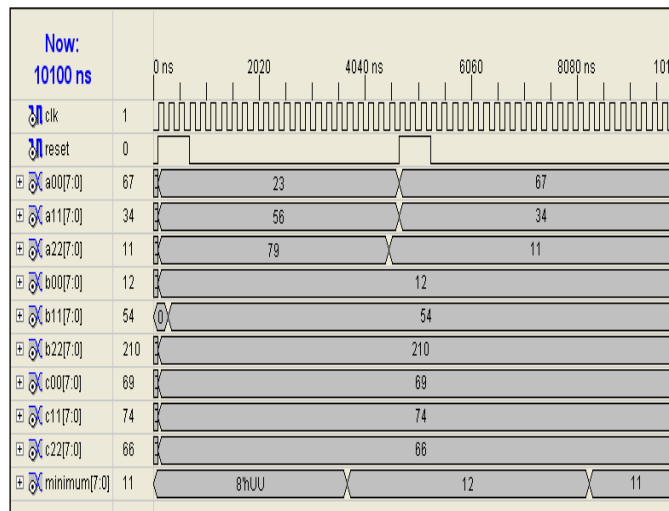 Now:
10100 ns
0 ns 2020 4040 ns 6060 8080 ns 101
clk 1
reset 0
a00[7:0] 67 23 67
a11[7:0] 34 56 34
a22[7:0] 11 79 11
b00[7:0] 12 12
b11[7:0] 54 0 54
b22[7:0] 210 210
c00[7:0] 69 69
c11[7:0] 74 74
c22[7:0] 66 66
minimum[7:0] 11 8'hUU 12 11